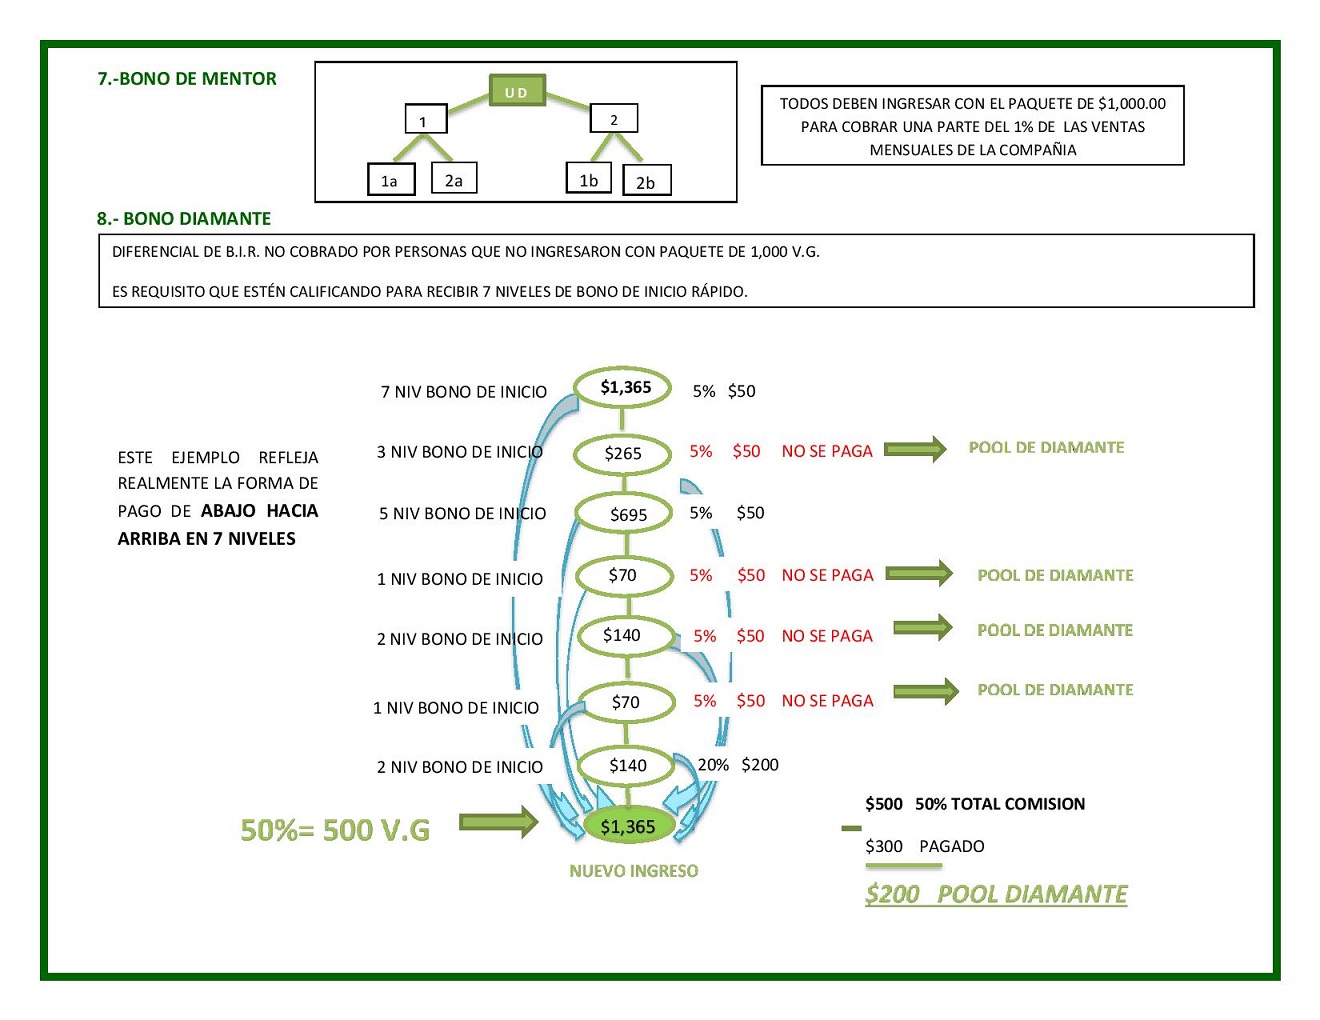 7.-BONO DE MENTOR
U D
1
2
1a
2a
1b
2b
TODOS DEBEN INGRESAR CON EL PAQUETE DE $1,000.00
PARA COBRAR UNA PARTE DEL 1% DE LAS VENTAS
MENSUALES DE LA COMPAÑIA
8.- BONO DIAMANTE
DIFERENCIAL DE B.I.R. NO COBRADO POR PERSONAS QUE NO INGRESARON CON PAQUETE DE 1,000 V.G.
ES REQUISITO QUE ESTÉN CALIFICANDO PARA RECIBIR 7 NIVELES DE BONO DE INICIO RÁPIDO.
ESTE EJEMPLO REFLEJA
REALMENTE LA FORMA DE
PAGO DE ABAJO HACIA
ARRIBA EN 7 NIVELES
7 NIV BONO DE INICIO $1,365 5% $50
3 NIV BONO DE INICIO $265 5% $50 NO SE PAGA POOL DE DIAMANTE
5 NIV BONO DE INICIO $695 5% $50
1 NIV BONO DE INICIO $70 5% $50 NO SE PAGA POOL DE DIAMANTE
2 NIV BONO DE INICIO $140 5% $50 NO SE PAGA POOL DE DIAMANTE
1 NIV BONO DE INICIO $70 5% $50 NO SE PAGA POOL DE DIAMANTE
2 NIV BONO DE INICIO $140 20% $200
50%= 500 V.G $1,365
NUEVO INGRESO
$500 50% TOTAL COMISION
$300 PAGADO
$200 POOL DIAMANTE